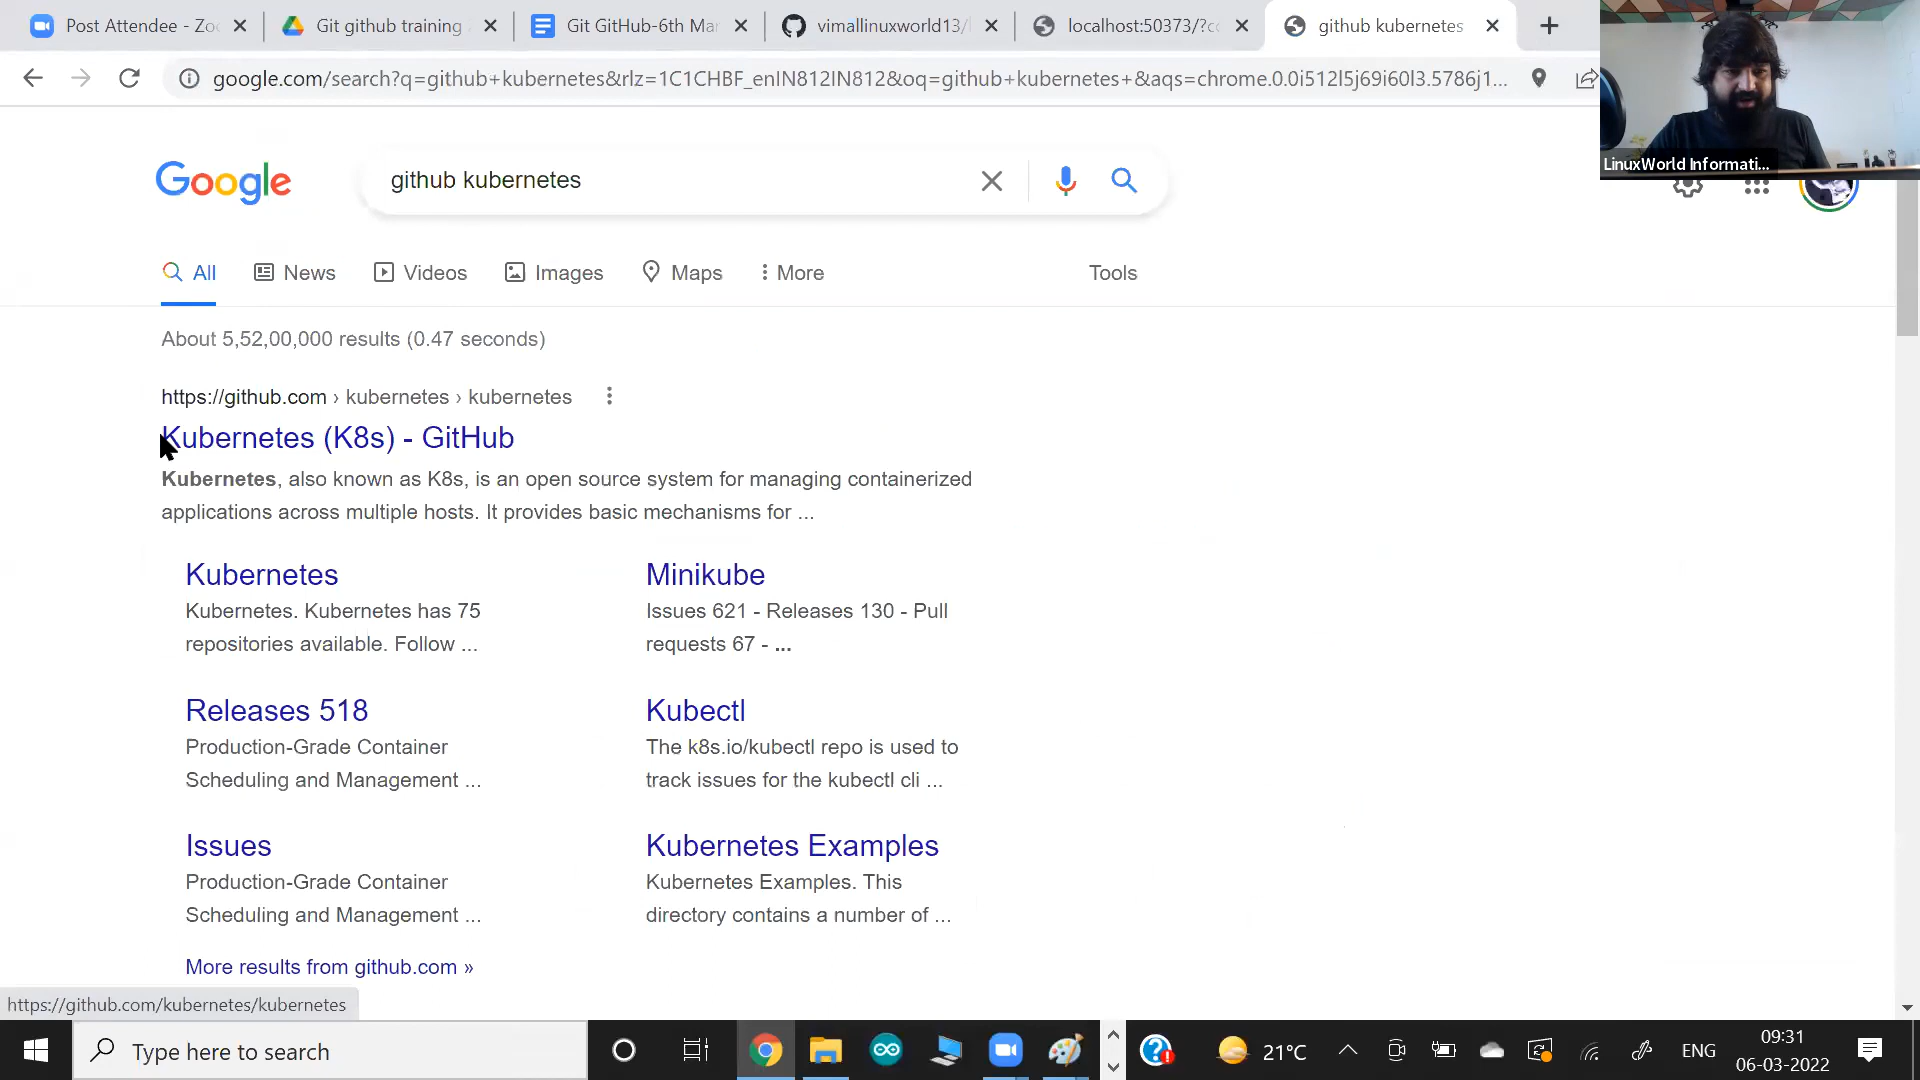 Post Attendee - Zoo
Git github training
Git GitHub-6th Mar
vimallinuxworld13/l
localhost:50373/?co
github kubernetes
google.com/search?q=github+kubernetes&rlz=1C1CHBF_enIN812IN812&oq=github+kubernetes+&aqs=chrome.0.0i512l5j69i60l3.5786j1...
LinuxWorld Informati...
Google
github kubernetes
All
News
Videos
Images
Maps
More
Tools
About 5,52,00,000 results (0.47 seconds)
https://github.com › kubernetes › kubernetes
Kubernetes (K8s) - GitHub
Kubernetes, also known as K8s, is an open source system for managing containerized
applications across multiple hosts. It provides basic mechanisms for ...
Kubernetes
Kubernetes. Kubernetes has 75
repositories available. Follow ...
Minikube
Issues 621 - Releases 130 - Pull
requests 67 - ...
Releases 518
Production-Grade Container
Scheduling and Management ...
Kubectl
The k8s.io/kubectl repo is used to
track issues for the kubectl cli ...
Issues
Production-Grade Container
Scheduling and Management ...
Kubernetes Examples
Kubernetes Examples. This
directory contains a number of ...
More results from github.com »
https://github.com/kubernetes/kubernetes
Type here to search
21°C
ENG
09:31
06-03-2022